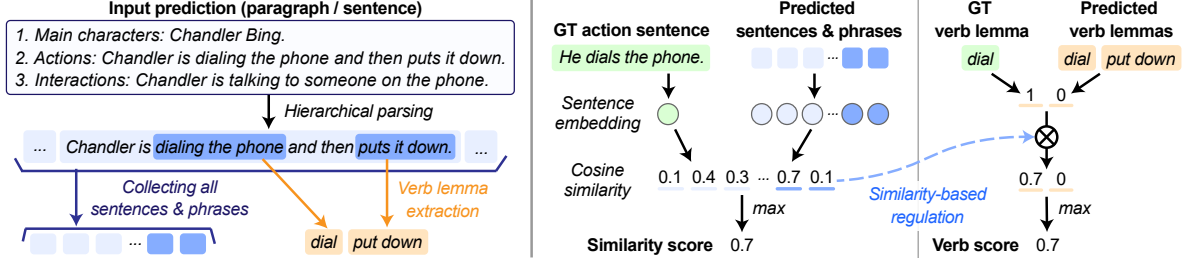 Input prediction (paragraph / sentence)
1. Main characters: Chandler Bing.
2. Actions: Chandler is dialing the phone and then puts it down.
3. Interactions: Chandler is talking to someone on the phone.
Hierarchical parsing
... Chandler is dialing the phone and then puts it down. ...
Collecting all
sentences & phrases
Verb lemma
extraction
...
dial put down
GT action sentence
He dials the phone.
Predicted
sentences & phrases
...
Sentence
embedding
...
Cosine
similarity
0.1 0.4 0.3 ... 0.7 0.1
max
Similarity score 0.7
Similarity-based
regulation
GT
verb lemma
dial
Predicted
verb lemmas
dial put down
1 0
0.7 0
max
Verb score 0.7